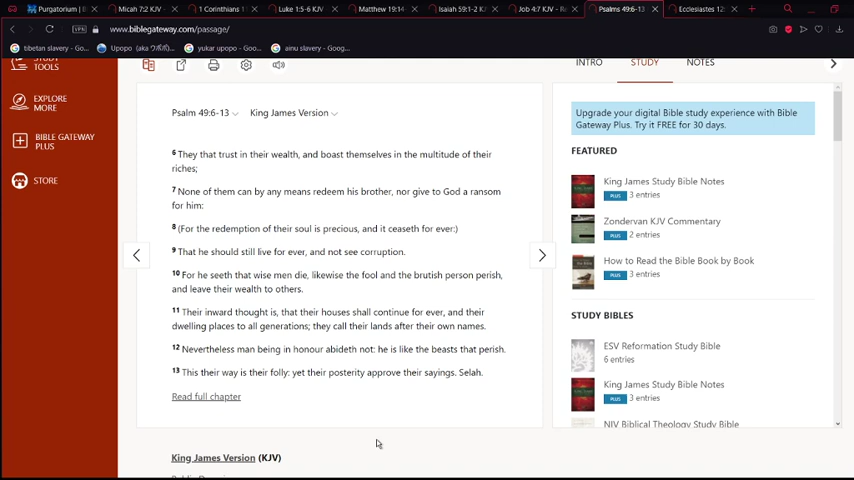 Purgatorium |
Micah 7:2 KJV -
1 Corinthians 1
Luke 1:5-6 KJV
Matthew 19:14
Isaiah 59:1-2
Job 4:7 KJV - R
Psalms 49:6-13
Ecclesiastes 12:
VPN www.biblegateway.com/passage/
tibetan slavery - Go...
Upopo (aka ウポポ)...
yukar upopo - Goog...
ainu slavery - Goog...
STUDY
TOOLS
EXPLORE
MORE
BIBLE GATEWAY
PLUS
STORE
Psalm 49:6-13 King James Version
6 They that trust in their wealth, and boast themselves in the multitude of their
riches;
7 None of them can by any means redeem his brother, nor give to God a ransom
for him:
8 (For the redemption of their soul is precious, and it ceaseth for ever:)
9 That he should still live for ever, and not see corruption.
10 For he seeth that wise men die, likewise the fool and the brutish person perish,
and leave their wealth to others.
11 Their inward thought is, that their houses shall continue for ever, and their
dwelling places to all generations; they call their lands after their own names.
12 Nevertheless man being in honour abideth not: he is like the beasts that perish.
13 This their way is their folly: yet their posterity approve their sayings. Selah.
Read full chapter
King James Version (KJV)
INTRO STUDY NOTES
Upgrade your digital Bible study experience with Bible
Gateway Plus. Try it FREE for 30 days.
FEATURED
King James Study Bible Notes
PLUS 3 entries
Zondervan KJV Commentary
PLUS 2 entries
How to Read the Bible Book by Book
PLUS 3 entries
STUDY BIBLES
ESV Reformation Study Bible
6 entries
King James Study Bible Notes
PLUS 3 entries
NIV Biblical Theology Study Bible